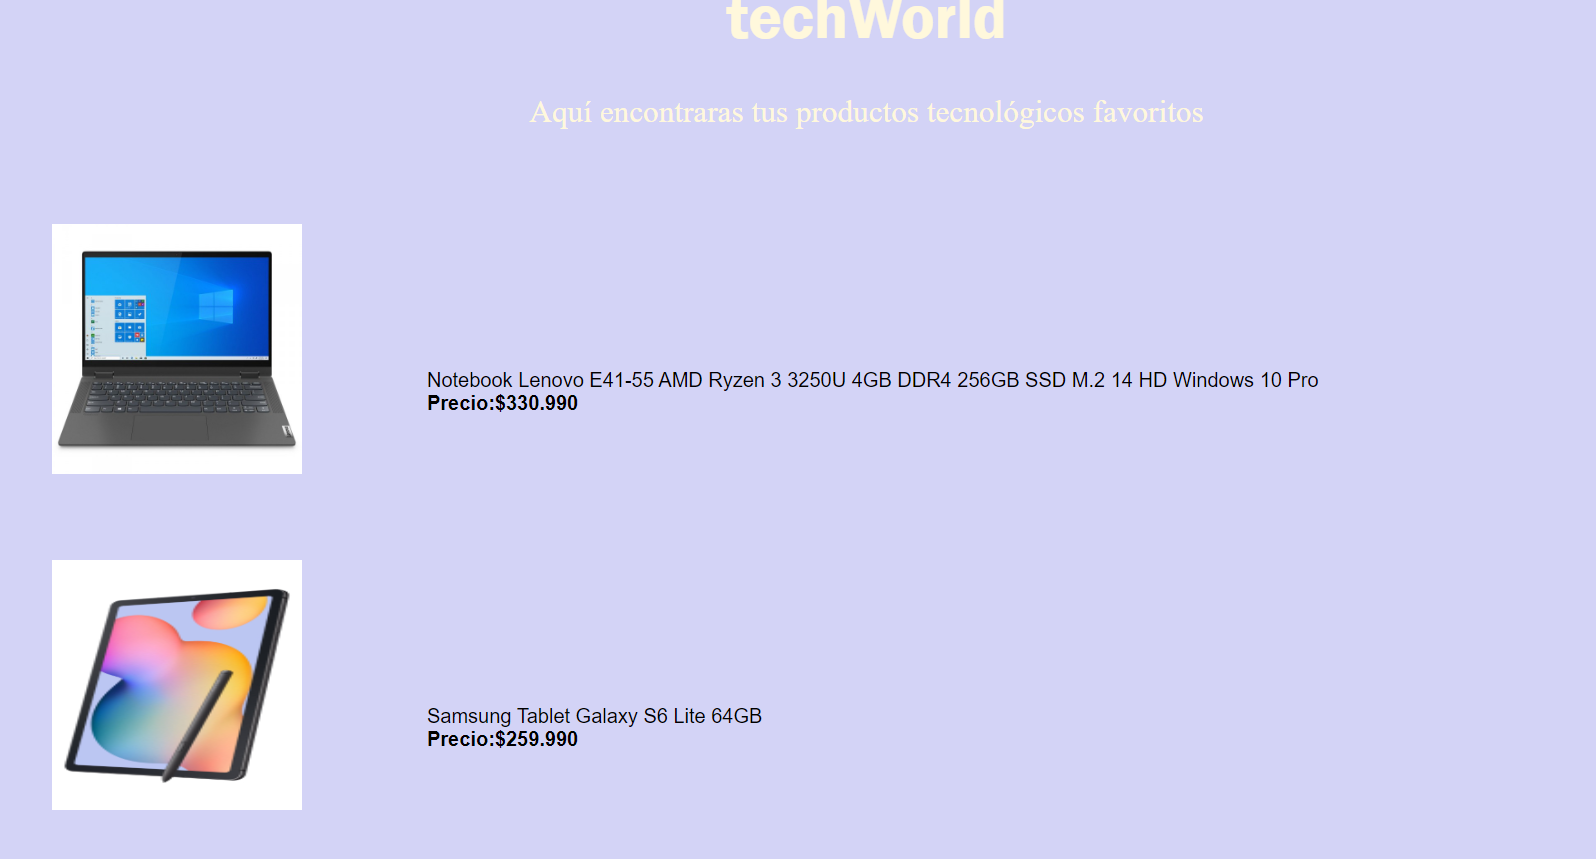 techWorld
Aquí encontraras tus productos tecnológicos favoritos
Notebook Lenovo E41-55 AMD Ryzen 3 3250U 4GB DDR4 256GB SSD M.2 14 HD Windows 10 Pro
Precio:$330.990
Samsung Tablet Galaxy S6 Lite 64GB
Precio:$259.990